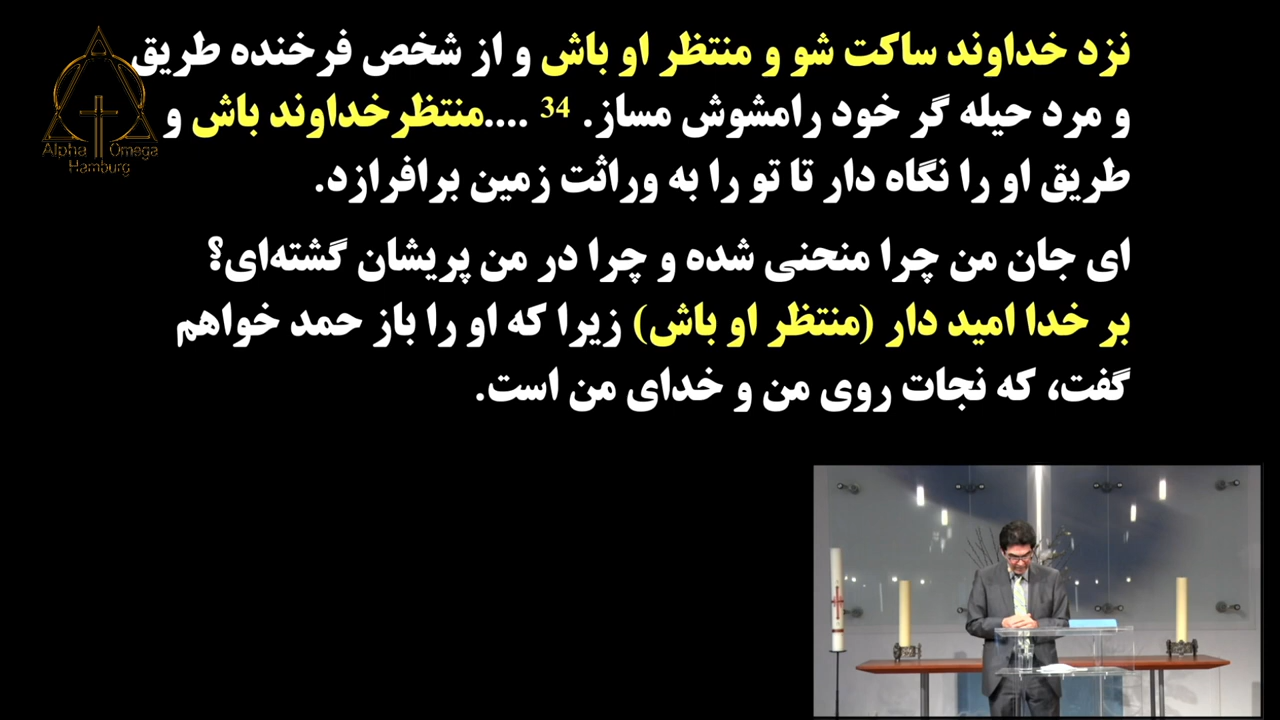 نزد خداوند ساکت شو و منتظر او باش و از شخص فرخنده طریق
و مرد حیله گر خود رامشوش مساز. 34 ....منتظرخداوند باش و
طریق او را نگاه دار تا تو را به وراثت زمین برافرازد.
ای جان من چرا منحنی شده و چرا در من پریشان گشته‌ای؟
بر خدا امید دار (منتظر او باش) زیرا که او را باز حمد خواهم
گفت، که نجات روی من و خدای من است.
Alpha Omega
Hamburg